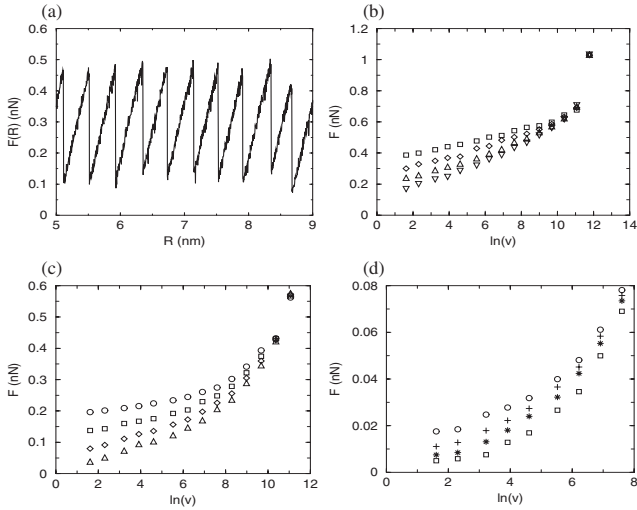 (a)
0.6
0.5
0.4
0.3
0.2
0.1
0
F(R) (nN)
5 6 7 8 9
R (nm)
(b)
1.2
1
0.8
0.6
0.4
0.2
0
F (nN)
0 2 4 6 8 10 12 14
ln(v)
(c)
0.6
0.5
0.4
0.3
0.2
0.1
0
F (nN)
0 2 4 6 8 10 12
ln(v)
(d)
0.08
0.06
0.04
0.02
0
F (nN)
0 2 4 6 8
ln(v)